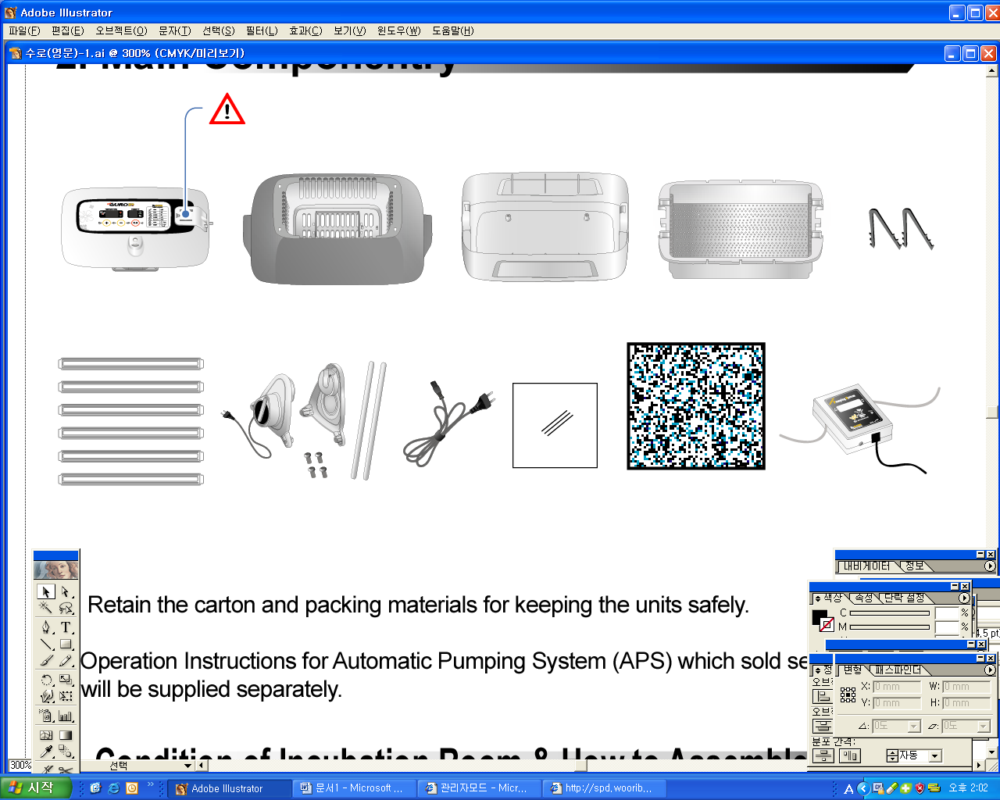 Adobe Illustrator
파일(F) 편집(E) 오브젝트(O) 문자(T) 선택(S) 필터(L) 효과(C) 보기(V) 윈도우(W) 도움말(H)
수로(영문)-1.ai @ 300% (CMYK/미리보기)
2. Main Componentry
Retain the carton and packing materials for keeping the units safely.
Operation Instructions for Automatic Pumping System (APS) which sold se
will be supplied separately.
Condition of Incubation Room & How to Assemble
내비게이터 정보
색상 속성 단락 설정
C %
M %
4,5 pt
변형 패스파인더
X: 0 mm W: 0 mm
Y: 0 mm H: 0 mm
0도 0도
분포 간격:
자동
300%
선택
시작 Adobe Illustrator 문서1 - Microsoft ... 관리자모드 - Micr... http://spd.woorib... A 오후 2:02